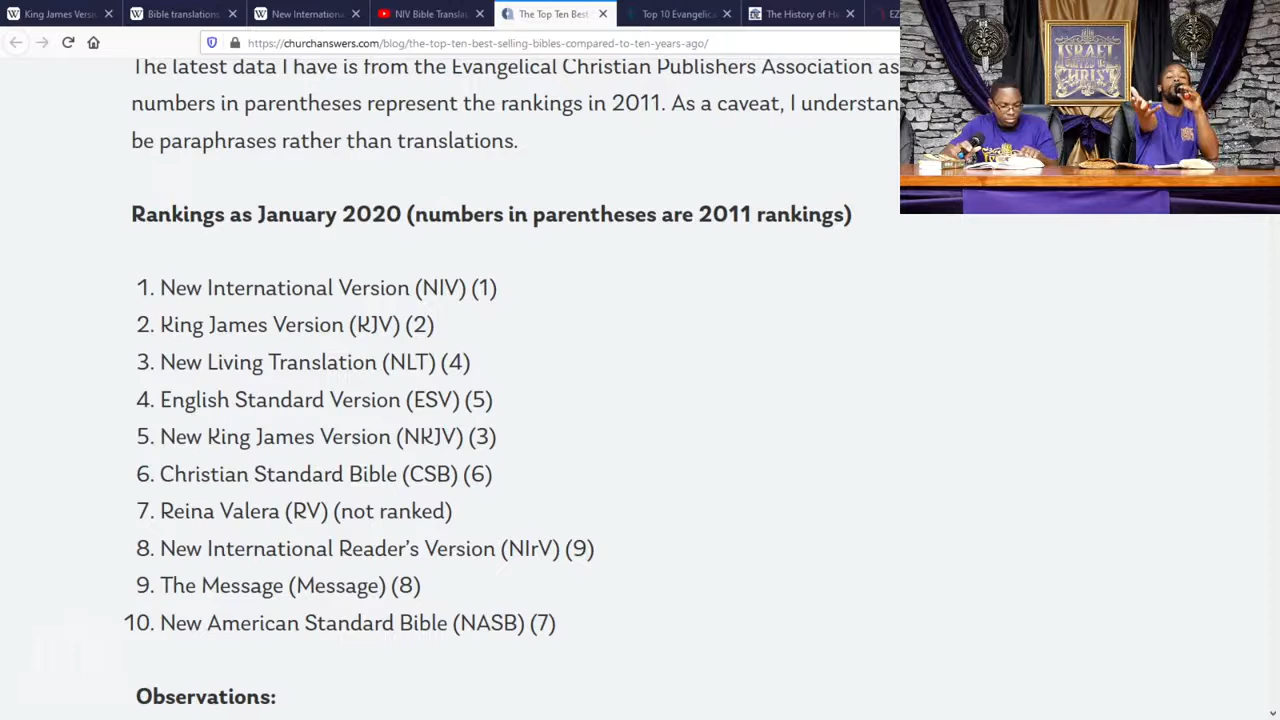 King James Versi
Bible translations
New Internationa
NIV Bible Transla
The Top Ten Best
Top 10 Evangelica
The History of He
EZ
https://churchanswers.com/blog/the-top-ten-best-selling-bibles-compared-to-ten-years-ago/
The latest data I have is from the Evangelical Christian Publishers Association as
numbers in parentheses represent the rankings in 2011. As a caveat, I understan
be paraphrases rather than translations.
Rankings as January 2020 (numbers in parentheses are 2011 rankings)
1. New International Version (NIV) (1)
2. King James Version (KJV) (2)
3. New Living Translation (NLT) (4)
4. English Standard Version (ESV) (5)
5. New King James Version (NKJV) (3)
6. Christian Standard Bible (CSB) (6)
7. Reina Valera (RV) (not ranked)
8. New International Reader’s Version (NIrV) (9)
9. The Message (Message) (8)
10. New American Standard Bible (NASB) (7)
Observations:
ISRAEL
CHRIST